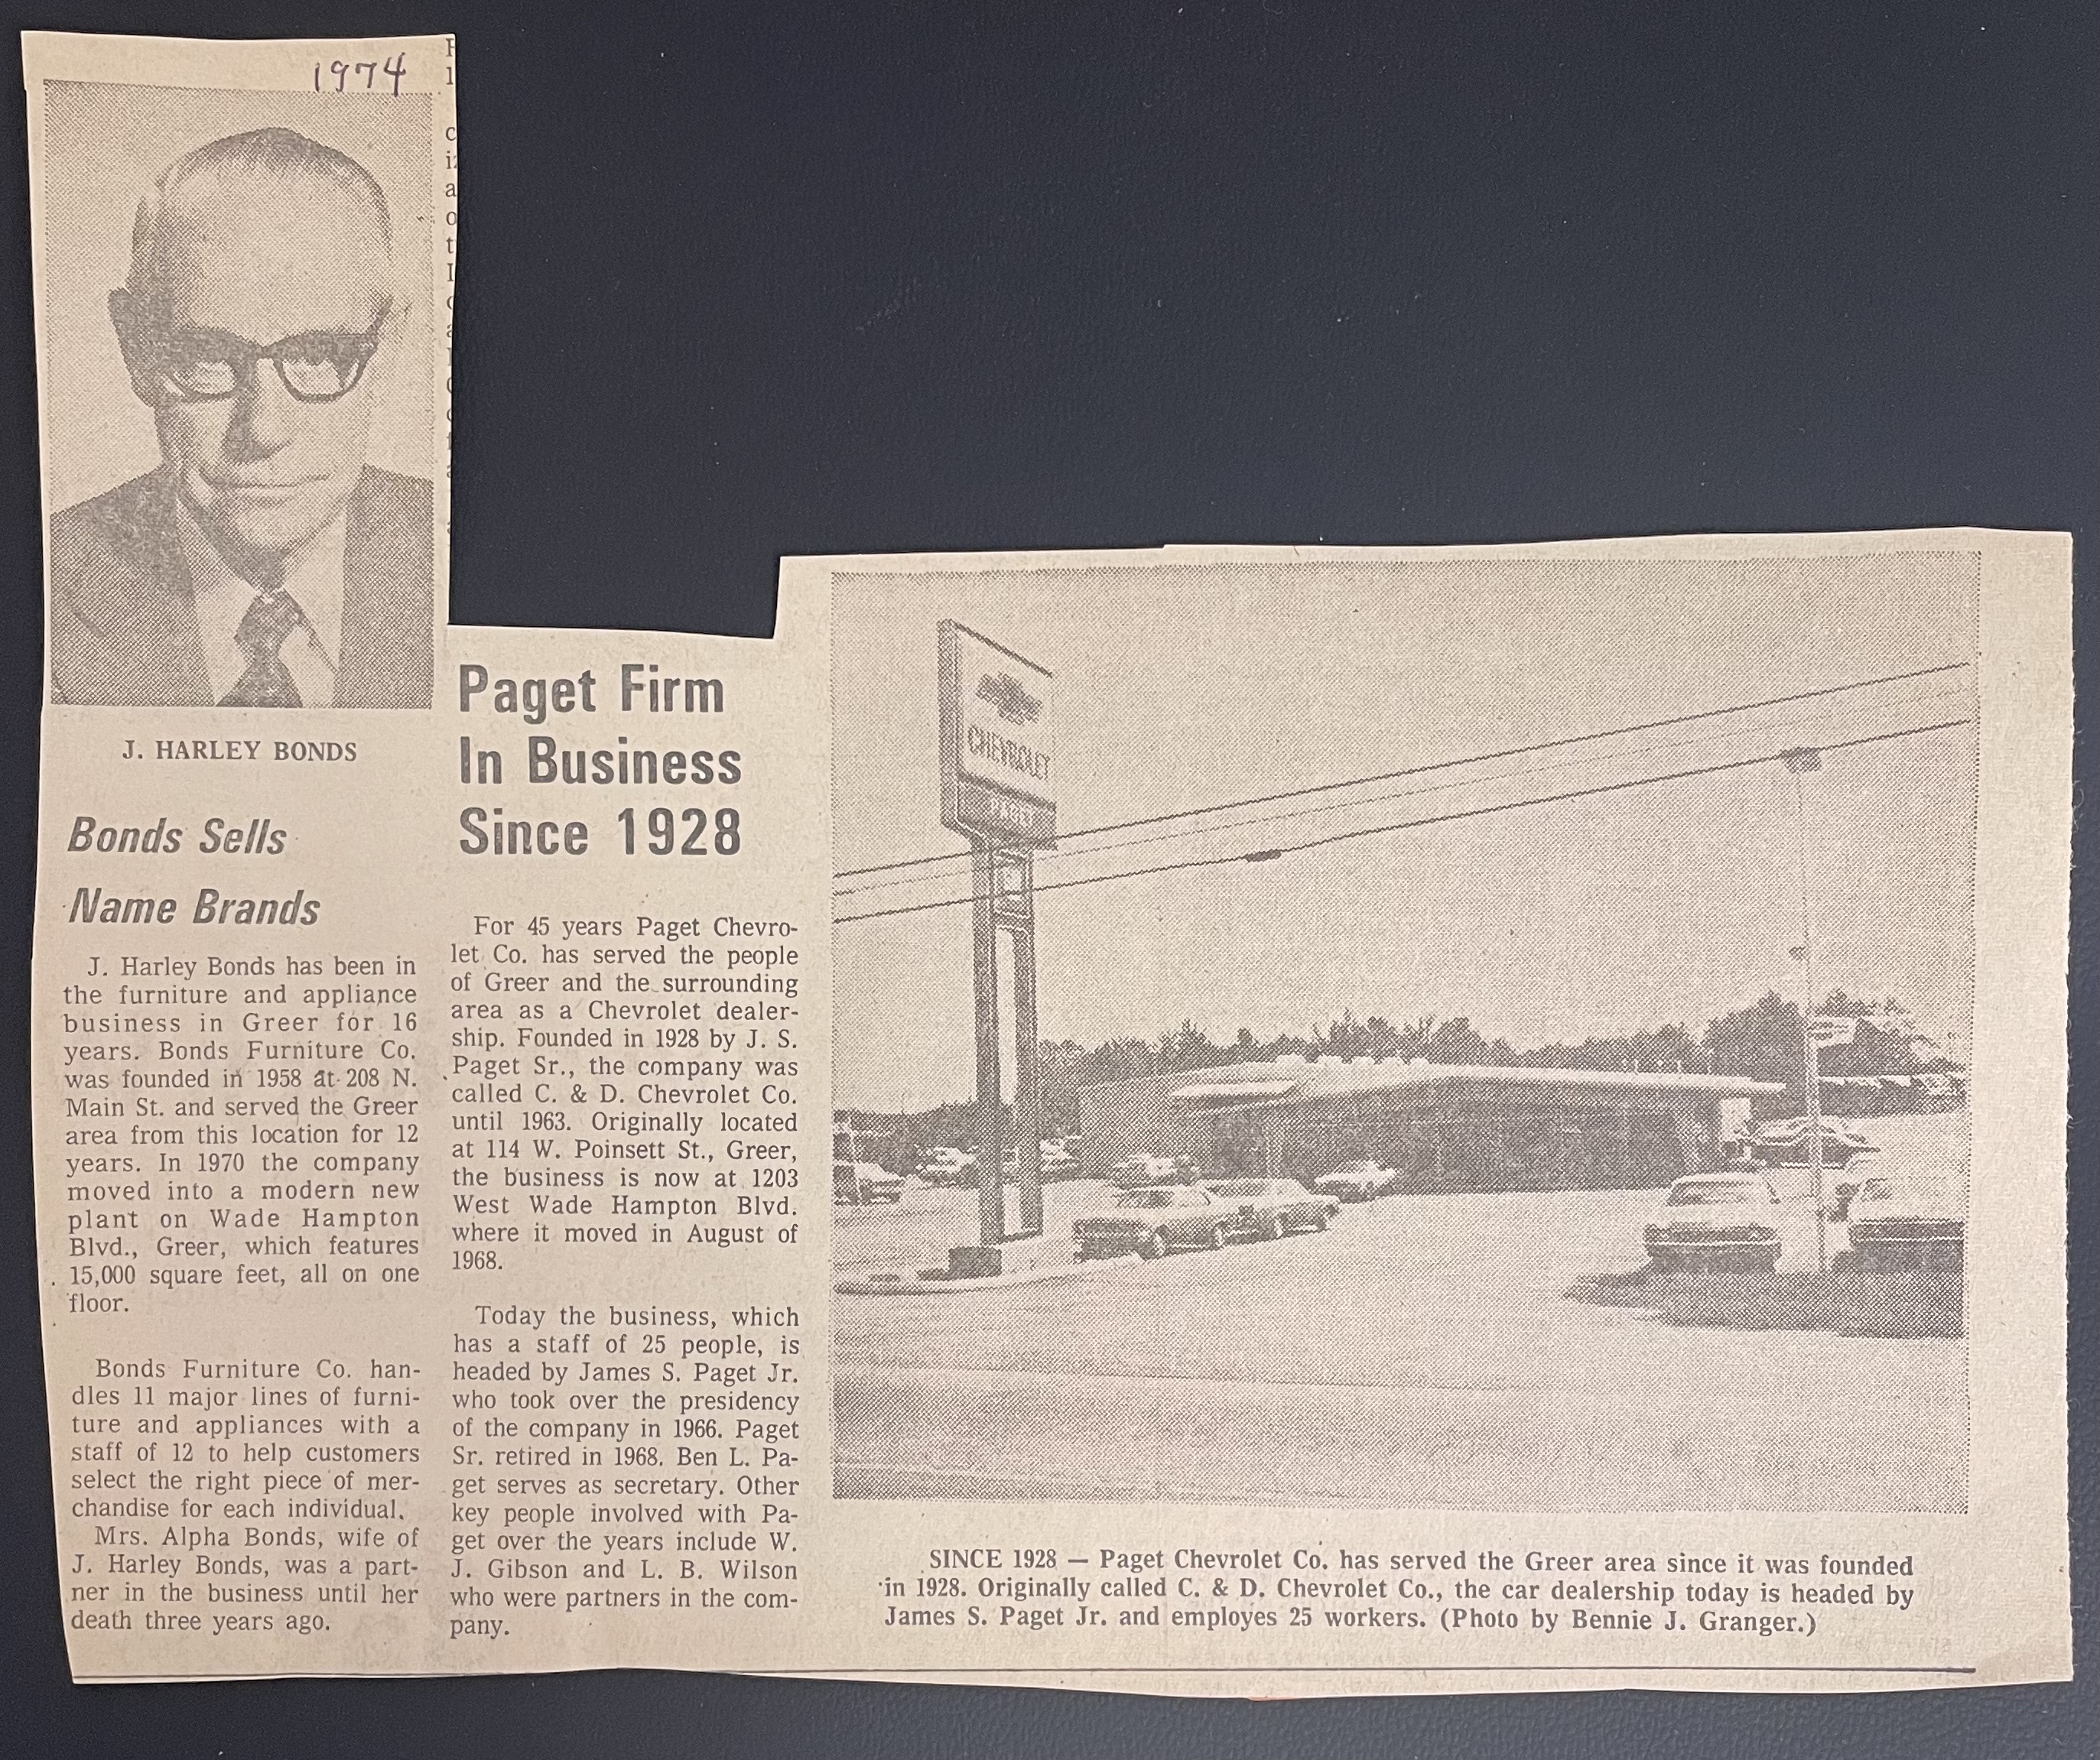 1974
J. HARLEY BONDS
Bonds Sells
Name Brands
J. Harley Bonds has been in
the furniture and appliance
business in Greer for 16
years. Bonds Furniture Co.
was founded in 1958 at 208 N.
Main St. and served the Greer
area from this location for 12
years. In 1970 the company
moved into a modern new
plant on Wade Hampton
Blvd., Greer, which features
15,000 square feet, all on one
floor.
Bonds Furniture Co. han-
dles 11 major lines of furni-
ture and appliances with a
staff of 12 to help customers
select the right piece of mer-
chandise for each individual.
Mrs. Alpha Bonds, wife of
J. Harley Bonds, was a part-
ner in the business until her
death three years ago.
Paget Firm
In Business
Since 1928
For 45 years Paget Chevro-
let Co. has served the people
of Greer and the surrounding
area as a Chevrolet dealer-
ship. Founded in 1928 by J. S.
Paget Sr., the company was
called C. & D. Chevrolet Co.
until 1963. Originally located
at 114 W. Poinsett St., Greer,
the business is now at 1203
West Wade Hampton Blvd.
where it moved in August of
1968.
Today the business, which
has a staff of 25 people, is
headed by James S. Paget Jr.
who took over the presidency
of the company in 1966. Paget
Sr. retired in 1968. Ben L. Pa-
get serves as secretary. Other
key people involved with Pa-
get over the years include W.
J. Gibson and L. B. Wilson
who were partners in the com-
pany.
CHEVROLET
PAGET
SINCE 1928 — Paget Chevrolet Co. has served the Greer area since it was founded
in 1928. Originally called C. & D. Chevrolet Co., the car dealership today is headed by
James S. Paget Jr. and employes 25 workers. (Photo by Bennie J. Granger.)